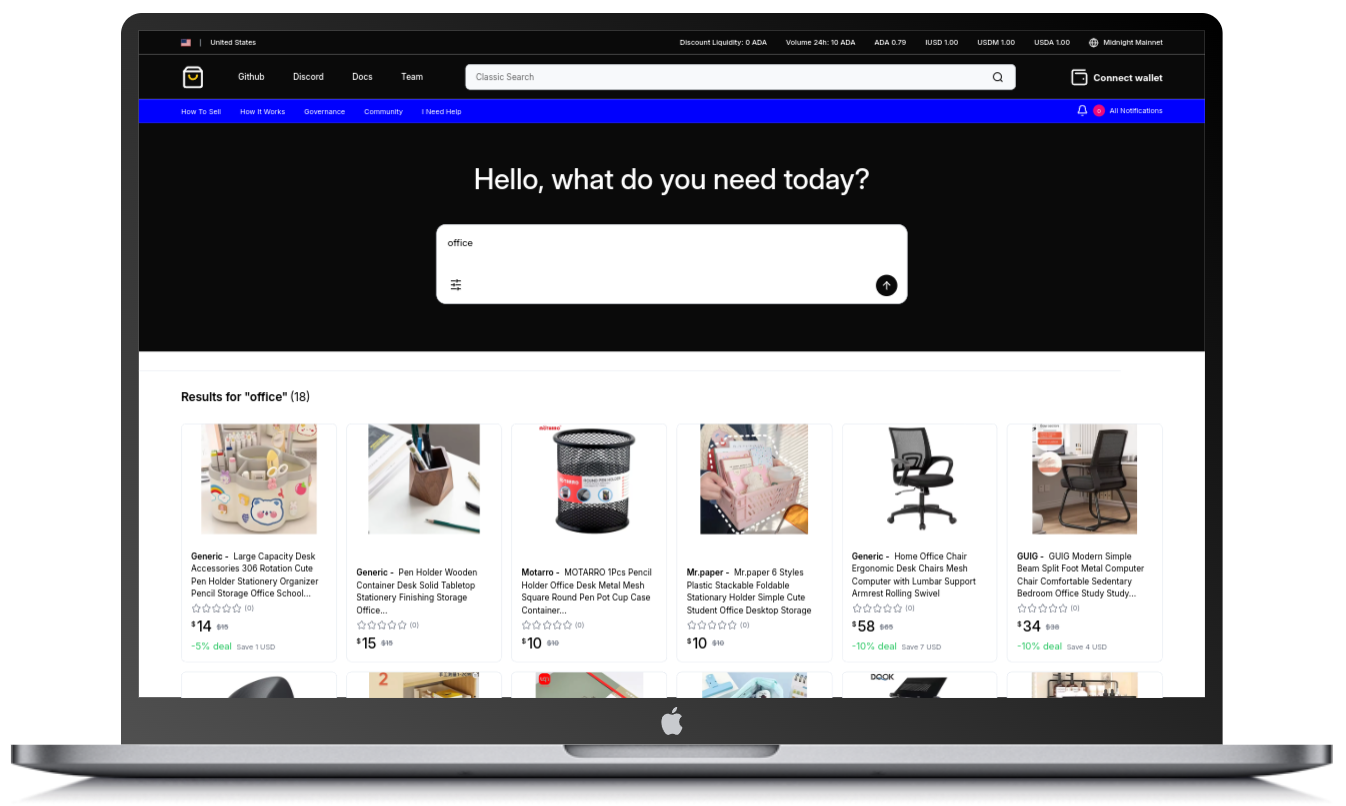 United States
Discount Liquidity: 0 ADA
Volume 24h: 10 ADA
ADA 0.79
IUSD 1.00
USDM 1.00
USDA 1.00
Midnight Mainnet
Github
Discord
Docs
Team
Classic Search
Connect wallet
How To Sell
How It Works
Governance
Community
I Need Help
0
All Notifications
Hello, what do you need today?
office
Results for "office" (18)
Generic - Large Capacity Desk
Accessories 306 Rotation Cute
Pen Holder Stationery Organizer
Pencil Storage Office School...
(0)
$14 $15
-5% deal Save 1 USD
Generic - Pen Holder Wooden
Container Desk Solid Tabletop
Stationery Finishing Storage
Office...
(0)
$15 $15
MOTARRO
MOTARRO
ROUND PEN HOLDER
Motarro - MOTARRO 1Pcs Pencil
Holder Office Desk Metal Mesh
Square Round Pen Pot Cup Case
Container...
(0)
$10 $10
Mr.paper - Mr.paper 6 Styles
Plastic Stackable Foldable
Stationary Holder Simple Cute
Student Office Desktop Storage
(0)
$10 $10
Generic - Home Office Chair
Ergonomic Desk Chairs Mesh
Computer with Lumbar Support
Armrest Rolling Swivel
(0)
$58 $65
-10% deal Save 7 USD
GUIG - GUIG Modern Simple
Beam Split Foot Metal Computer
Chair Comfortable Sedentary
Bedroom Office Study Study...
(0)
$34 $38
-10% deal Save 4 USD
2